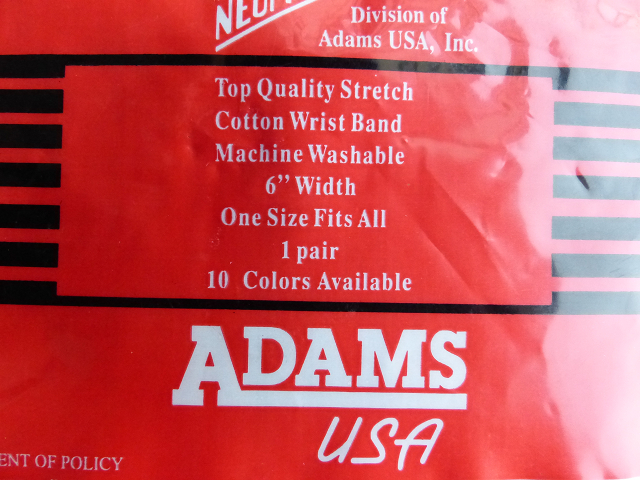 Division of
Adams USA, Inc.
Top Quality Stretch
Cotton Wrist Band
Machine Washable
6” Width
One Size Fits All
1 pair
10 Colors Available
ADAMS
USA
ENT OF POLICY